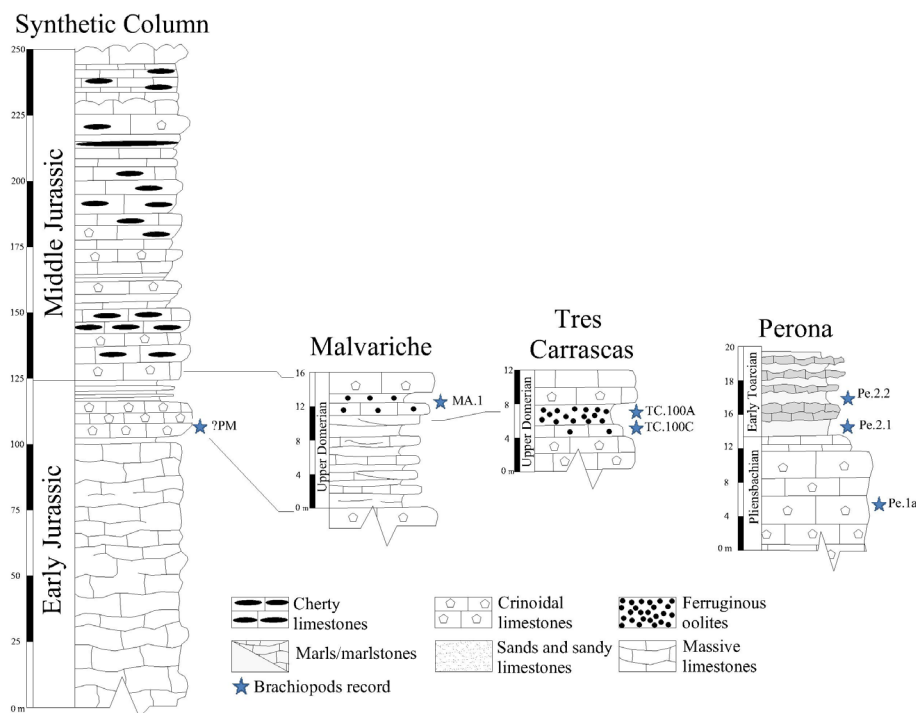 Synthetic Column
250
225
200
175
150
125
100
75
50
25
0 m
Middle Jurassic
Early Jurassic
?PM
Malvariche
16
12
8
4
0 m
Upper Domerian
MA.1
Tres
Carrascas
12
8
4
0 m
Upper Domerian
TC.100A
TC.100C
Perona
20
16
12
8
4
0 m
Early Toarcian
Pliensbachian
Pe.2.2
Pe.2.1
Pe.1a
Cherty
limestones
Crinoidal
limestones
Ferruginous
oolites
Marls/marlstones
Sands and sandy
limestones
Massive
limestones
Brachiopods record